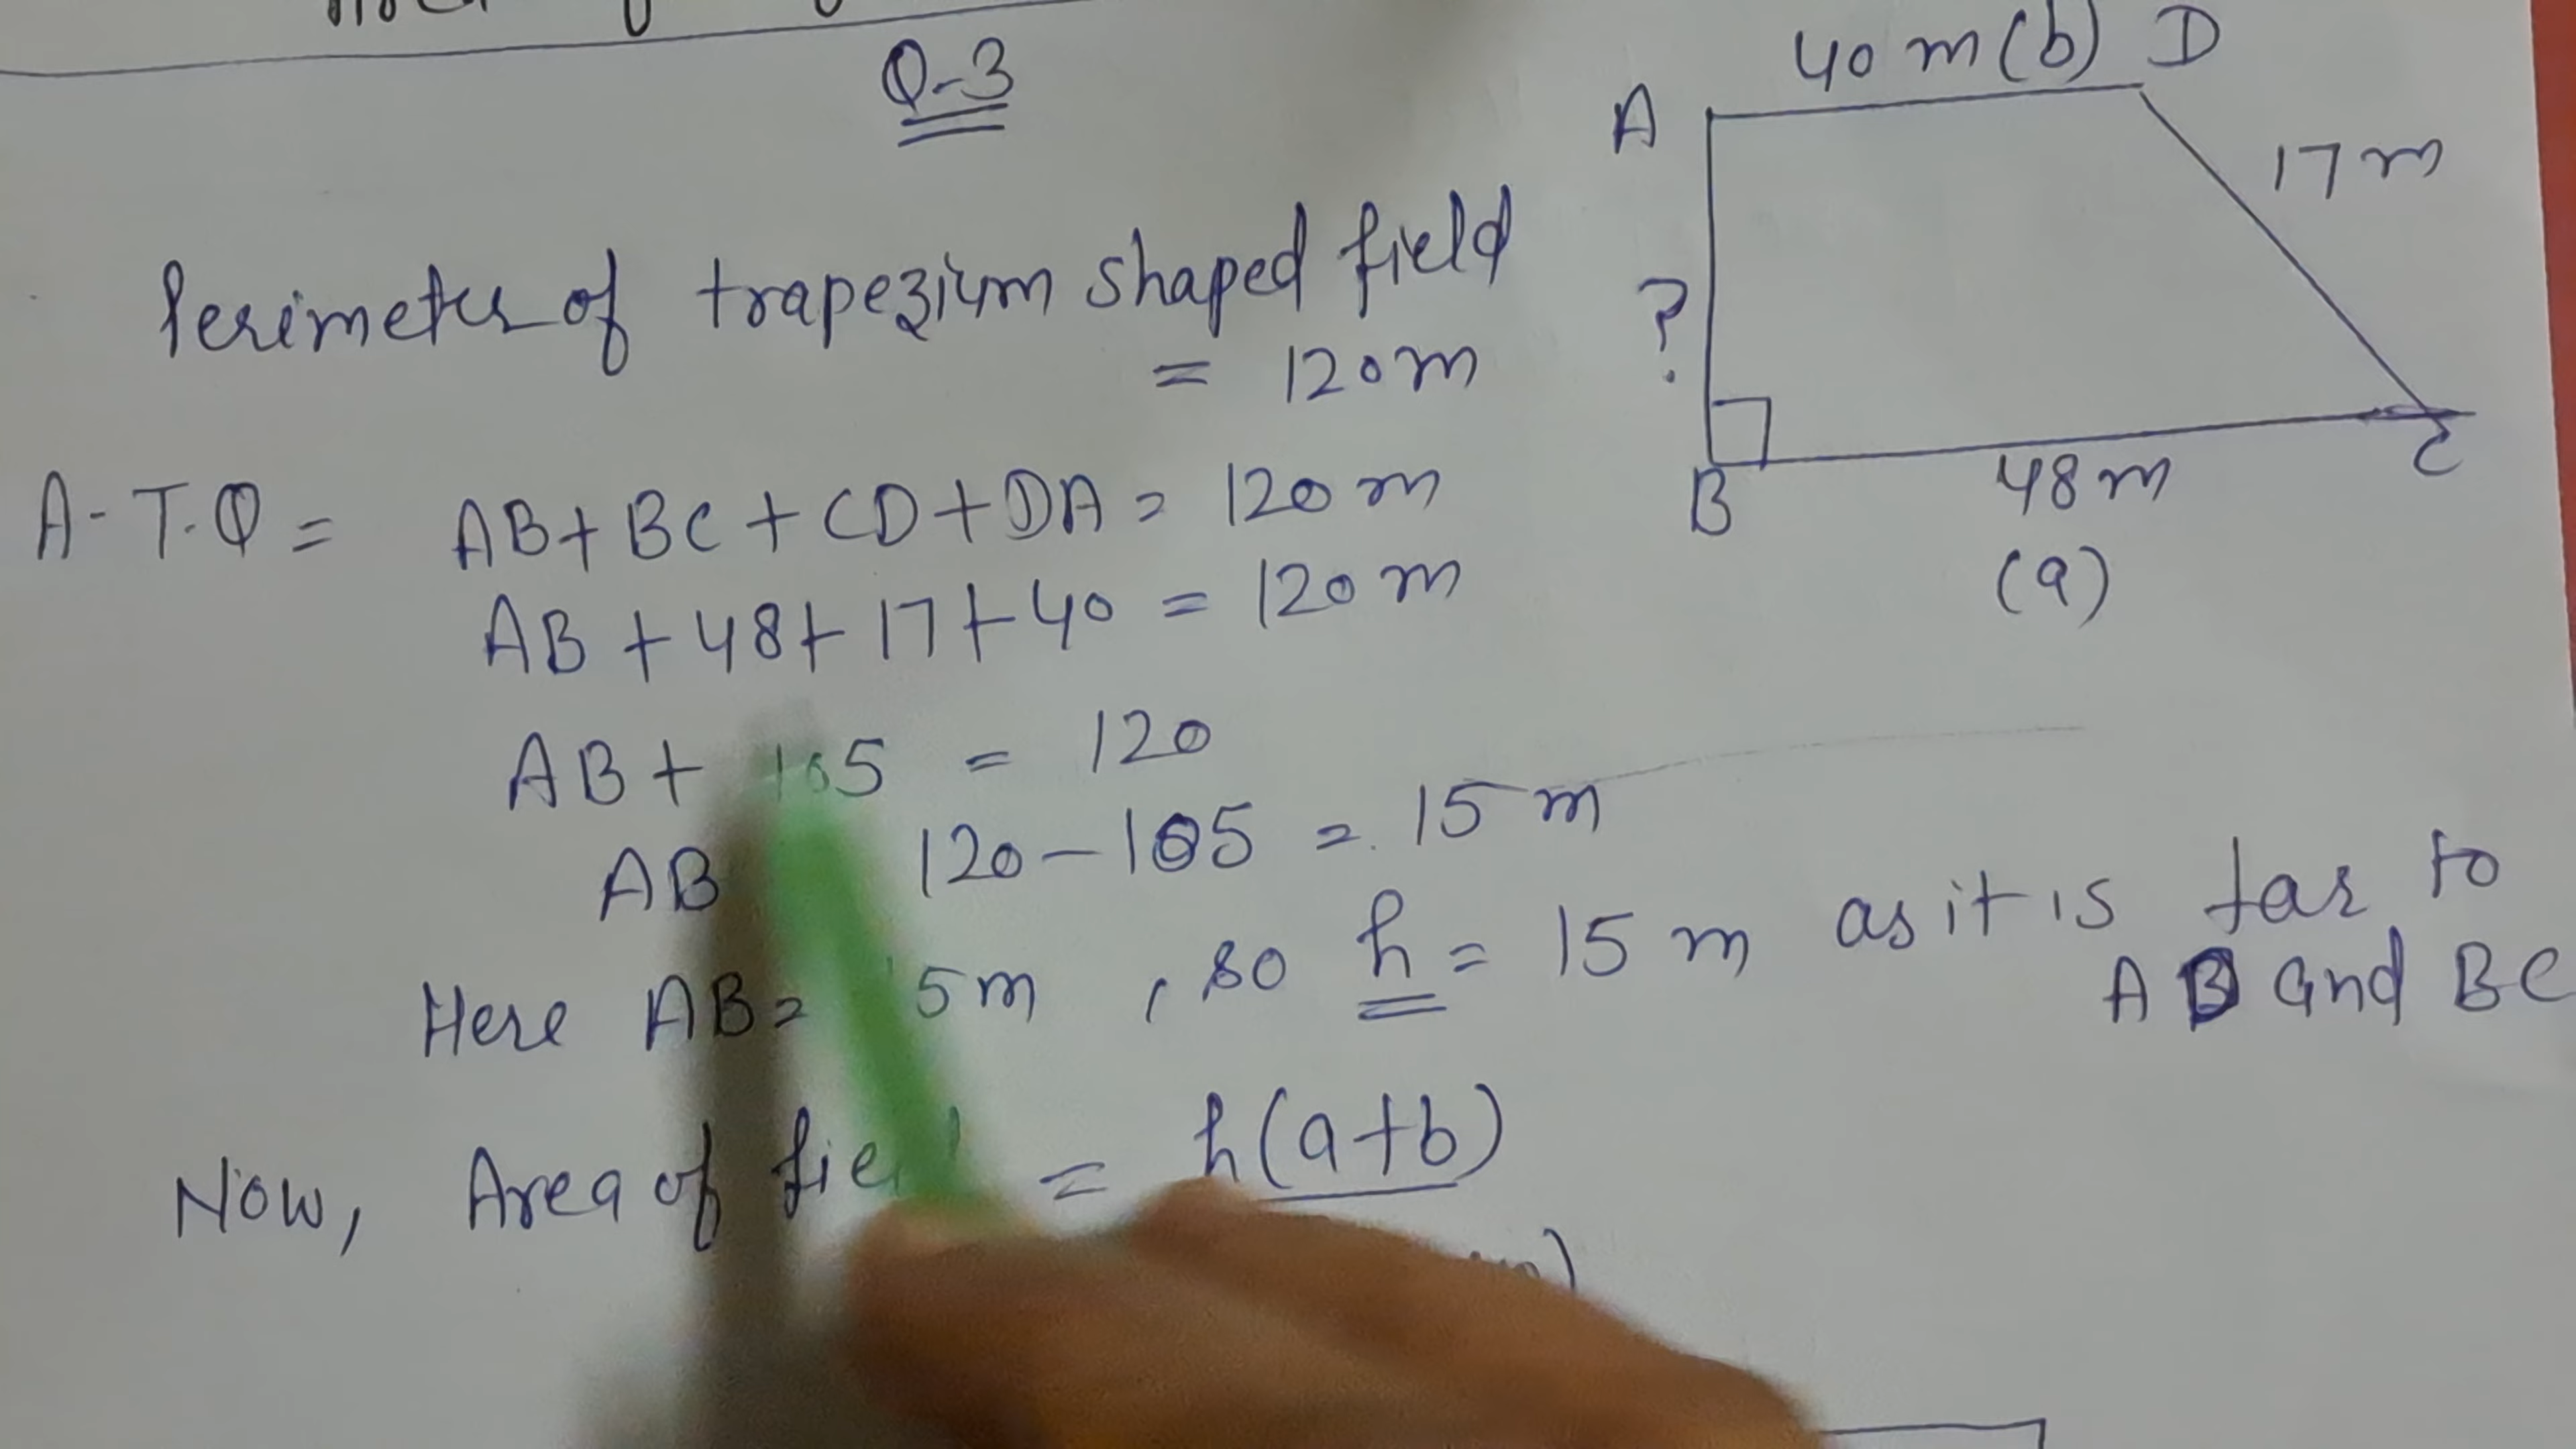 Q-3
40 m (b) D
A
17 m
Perimeter of trapezium shaped field
= 120 m
?
A.T.Q = AB + BC + CD + DA = 120 m
B
48 m
C
(a)
AB + 48 + 17 + 40 = 120 m
AB + 105 = 120
AB 120 - 105 = 15 m
Here AB = 5 m , so h = 15 m as it is far to
AB and BC
Now, Area of = h(a+b)